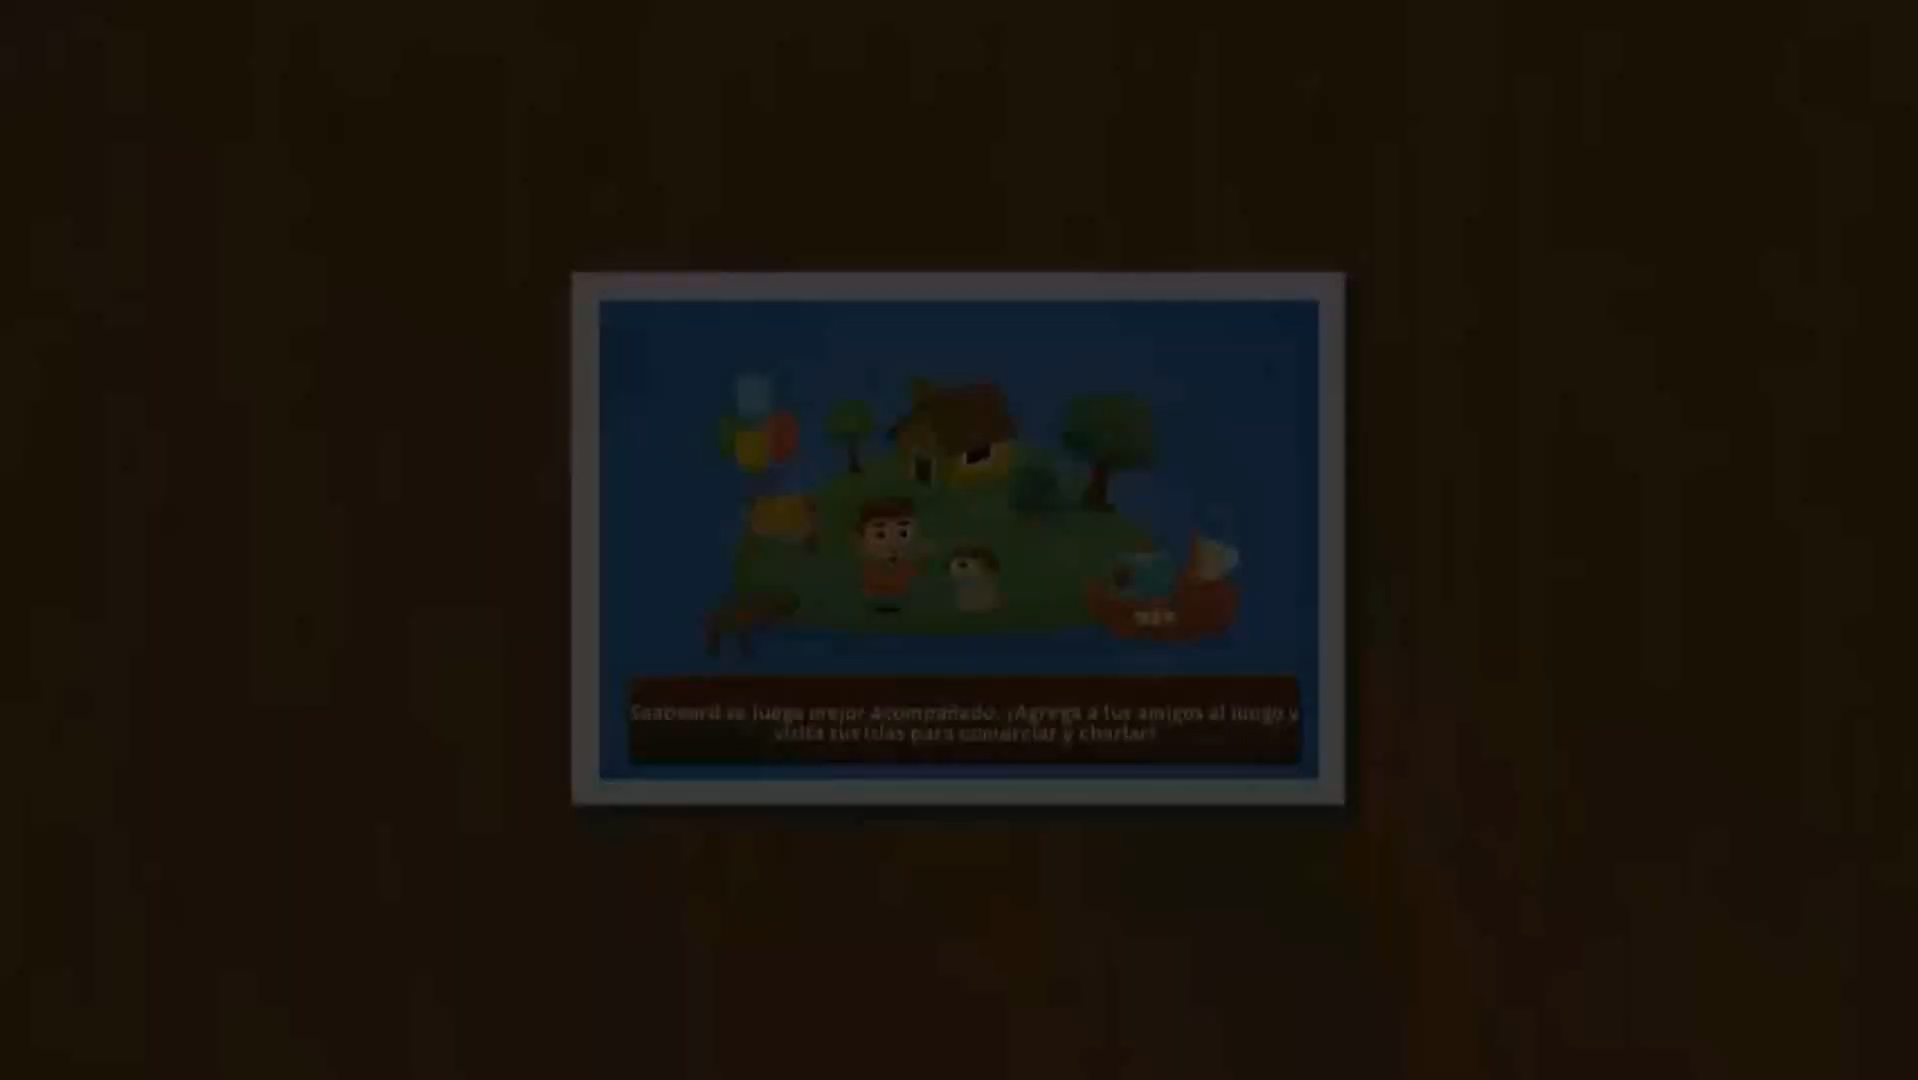 Seabeard se juega mejor acompañado. ¡Agrega a tus amigos al juego y
visita sus islas para comerciar y charlar!